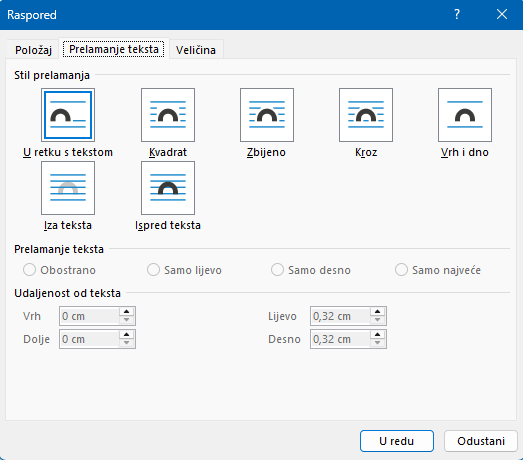 Raspored
Položaj Prelamanje teksta Veličina
Stil prelamanja
U retku s tekstom Kvadrat Zbijeno Kroz Vrh i dno
Iza teksta Ispred teksta
Prelamanje teksta
Obostrano Samo lijevo Samo desno Samo najveće
Udaljenost od teksta
Vrh 0 cm Lijevo 0,32 cm
Dolje 0 cm Desno 0,32 cm
U redu Odustani